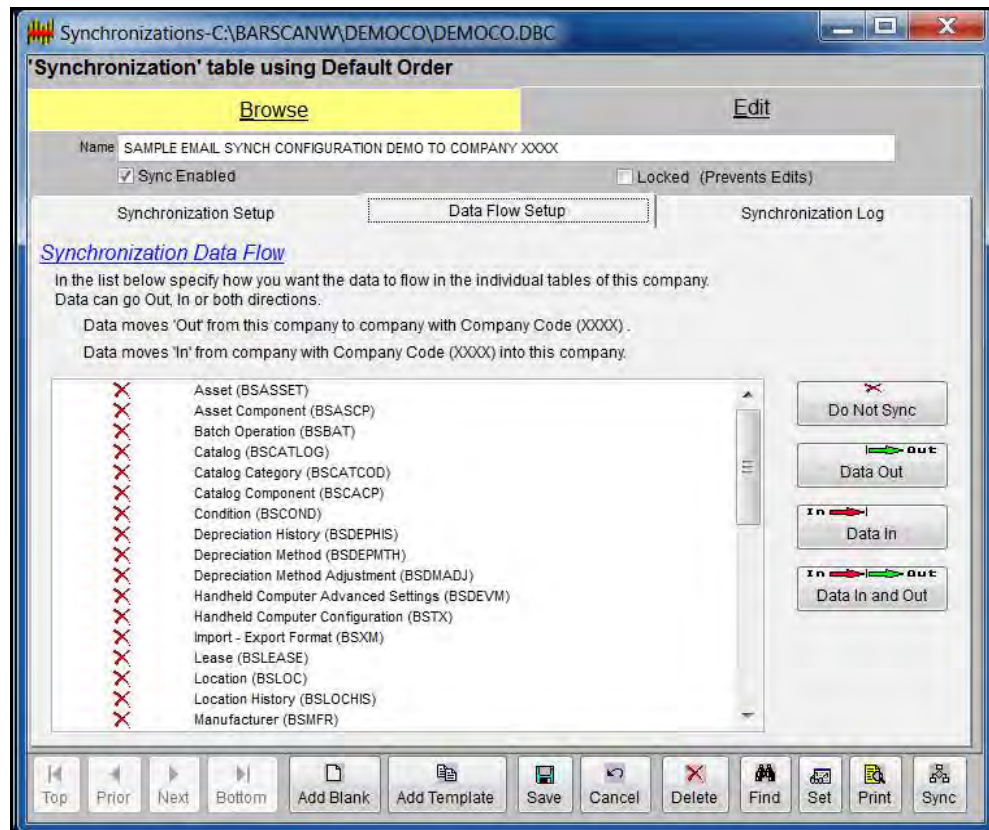 Synchronizations-C:\BARSCANW\DEMOCO\DEMOCO.DBC
'Synchronization' table using Default Order
Browse Edit
Name SAMPLE EMAIL SYNCH CONFIGURATION DEMO TO COMPANY XXXX
Sync Enabled Locked (Prevents Edits)
Synchronization Setup Data Flow Setup Synchronization Log
Synchronization Data Flow
In the list below specify how you want the data to flow in the individual tables of this company.
Data can go Out, In or both directions.
Data moves 'Out' from this company to company with Company Code (XXXX) .
Data moves 'In' from company with Company Code (XXXX) into this company.
Asset (BSASSET)
Asset Component (BSASCP)
Batch Operation (BSBAT)
Catalog (BSCATLOG)
Catalog Category (BSCATCOD)
Catalog Component (BSCACP)
Condition (BSCOND)
Depreciation History (BSDEPHIS)
Depreciation Method (BSDEPMTH)
Depreciation Method Adjustment (BSDMADJ)
Handheld Computer Advanced Settings (BSDEVM)
Handheld Computer Configuration (BSTX)
Import - Export Format (BSXM)
Lease (BSLEASE)
Location (BSLOC)
Location History (BSLOCHIS)
Manufacturer (BSMFR)
Do Not Sync
Out
Data Out
In
Data In
In Out
Data In and Out
Top Prior Next Bottom Add Blank Add Template Save Cancel Delete Find Set Print Sync